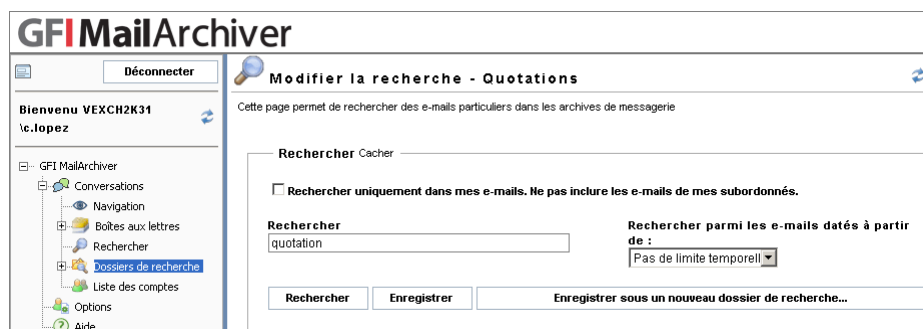 GFI MailArchiver
Déconnecter
Bienvenu VEXCH2K31
\c.lopez
GFI MailArchiver
Conversations
Navigation
Boîtes aux lettres
Rechercher
Dossiers de recherche
Liste des comptes
Options
Aide
Modifier la recherche - Quotations
Cette page permet de rechercher des e-mails particuliers dans les archives de messagerie
Rechercher Cacher
Rechercher uniquement dans mes e-mails. Ne pas inclure les e-mails de mes subordonnés.
Rechercher
quotation
Rechercher parmi les e-mails datés à partir
de :
Pas de limite temporell
Rechercher
Enregistrer
Enregistrer sous un nouveau dossier de recherche...